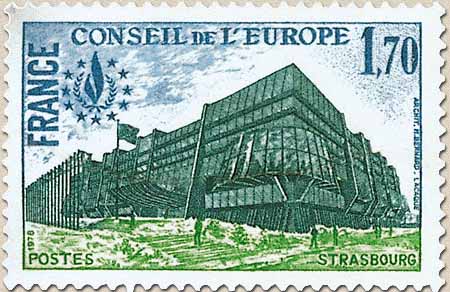 CONSEIL DE L'EUROPE
1,70
FRANCE
1978
POSTES
STRASBOURG